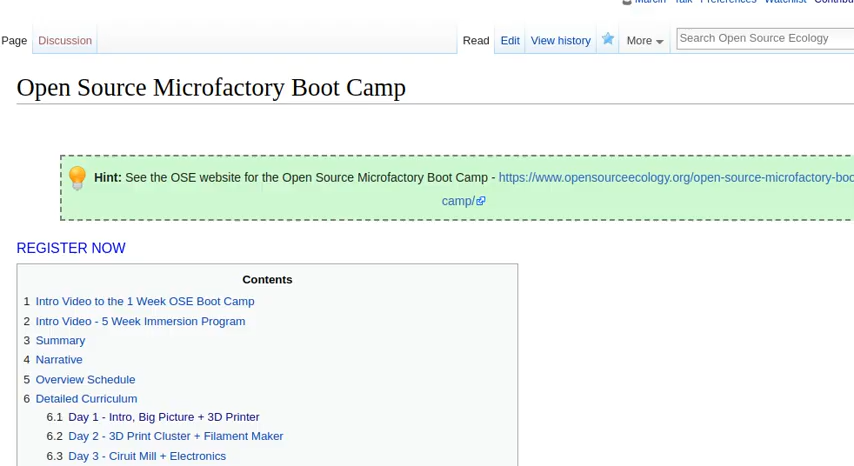 Marcin Talk Preferences Watchlist Contribu
Page Discussion Read Edit View history More Search Open Source Ecology
Open Source Microfactory Boot Camp
Hint: See the OSE website for the Open Source Microfactory Boot Camp - https://www.opensourceecology.org/open-source-microfactory-boo
camp/
REGISTER NOW
Contents
1 Intro Video to the 1 Week OSE Boot Camp
2 Intro Video - 5 Week Immersion Program
3 Summary
4 Narrative
5 Overview Schedule
6 Detailed Curriculum
6.1 Day 1 - Intro, Big Picture + 3D Printer
6.2 Day 2 - 3D Print Cluster + Filament Maker
6.3 Day 3 - Ciruit Mill + Electronics